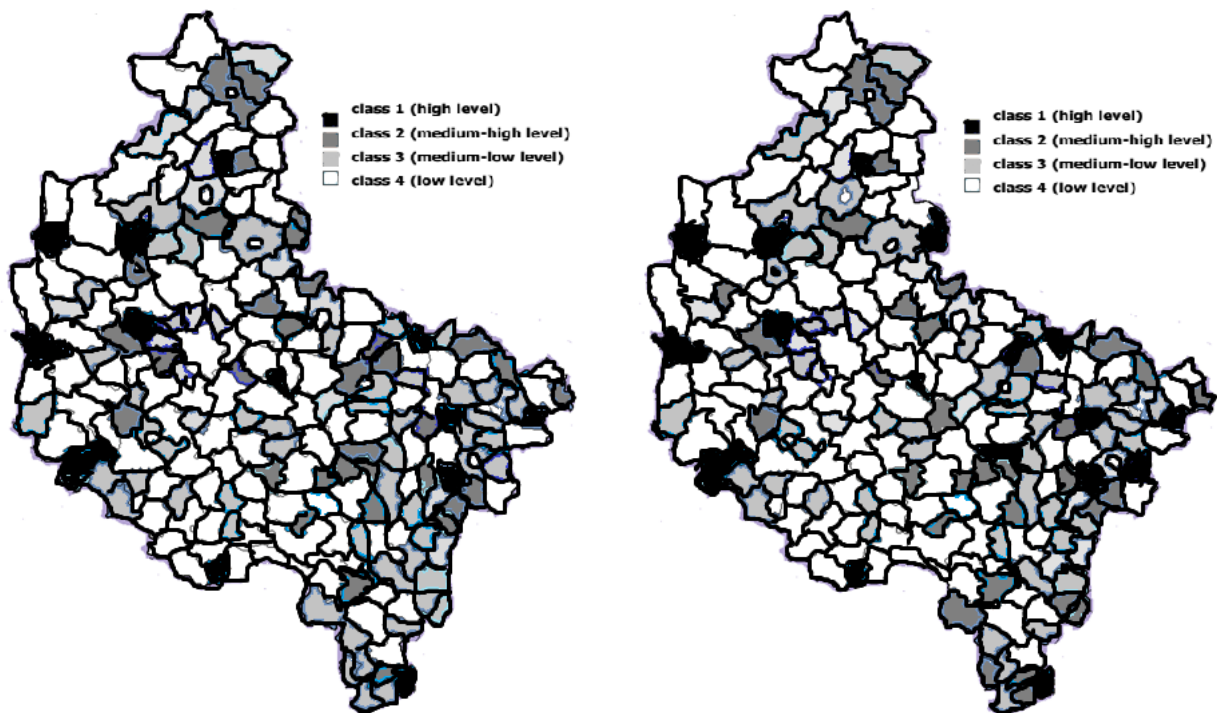 class 1 (high level)
class 2 (medium-high level)
class 3 (medium-low level)
class 4 (low level)
class 1 (high level)
class 2 (medium-high level)
class 3 (medium-low level)
class 4 (low level)